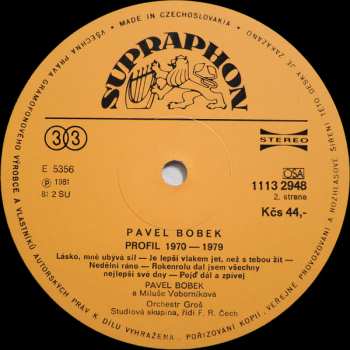 MADE IN CZECHOSLOVAKIA
VŠECHNA PRÁVA GRAMOFONOVÉHO VÝROBCE A VLASTNÍKŮ AUTORSKÝCH PRÁV K DÍLU VYHRAŽENA. POŘIZOVÁNÍ KOPIÍ, VEŘEJNÉ PROVOZOVÁNÍ A ROZHLASOVÉ ŠÍŘENÍ TÉTO DESKY JE ZAKÁZÁNO
SUPRAPHON
33
STEREO
E 5356
Ⓟ 1981
81 2 SU
OSA
1113 2948
2. strana
Kčs 44,-
PAVEL BOBEK
PROFIL 1970 — 1979
Lásko, mně ubývá sil — Je lepší vlakem jet, než s tebou žít —
Nedělní ráno — Rokenrolu dal jsem všechny
nejlepší své dny — Pojď dál a zpívej
PAVEL BOBEK
a Miluše Voborníková
Orchestr Groš
Studiová skupina, řídí F. R. Čech